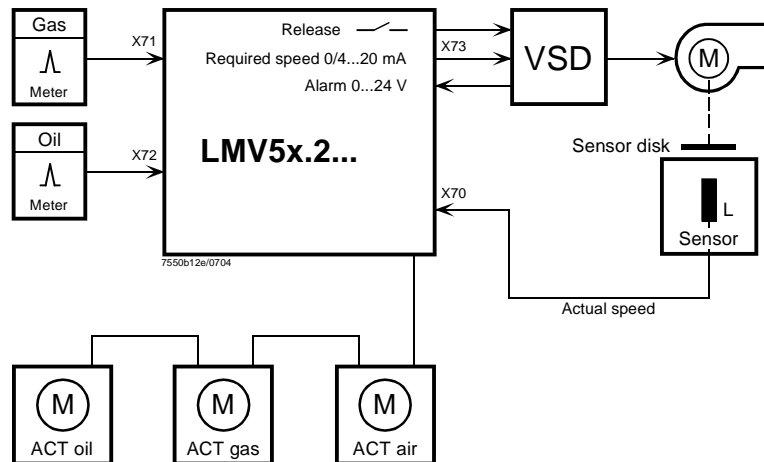 Gas
Meter
X71
Oil
Meter
X72
Release
Required speed 0/4...20 mA
Alarm 0...24 V
LMV5x.2...
X73
VSD
M
Sensor disk
L
Sensor
X70
Actual speed
7550b12e/0704
M
ACT oil
M
ACT gas
M
ACT air